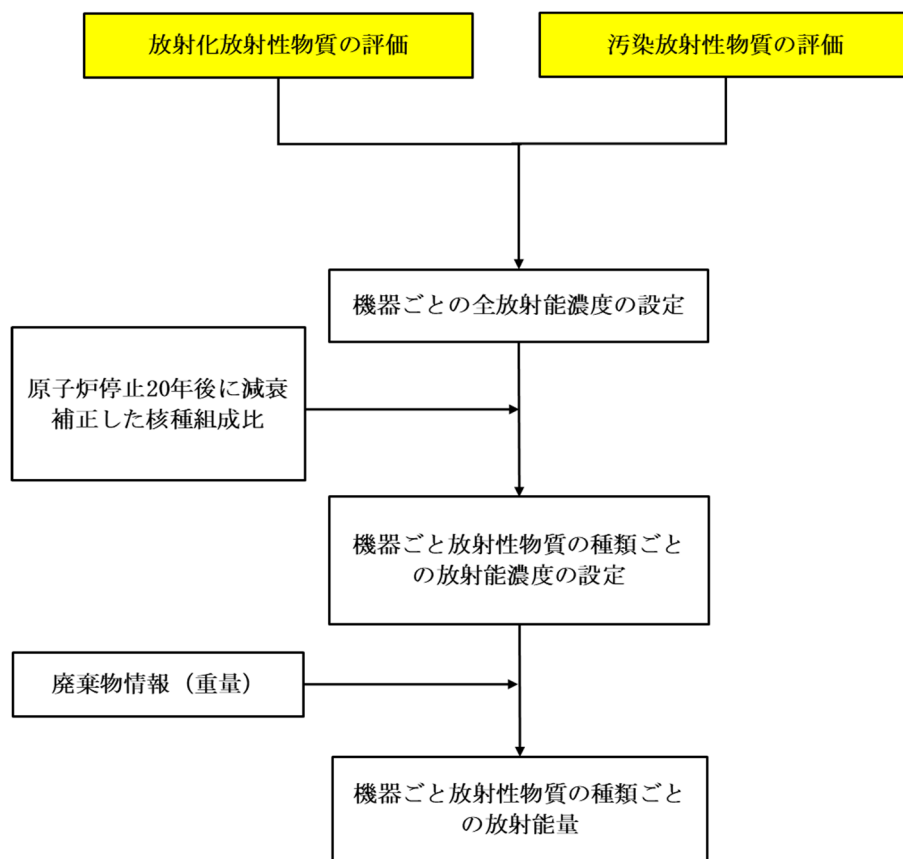 放射化放射性物質の評価
汚染放射性物質の評価
機器ごとの全放射能濃度の設定
原子炉停止20年後に減衰
補正した核種組成比
機器ごと放射性物質の種類ごと
の放射能濃度の設定
廃棄物情報（重量）
機器ごと放射性物質の種類ごと
の放射能量